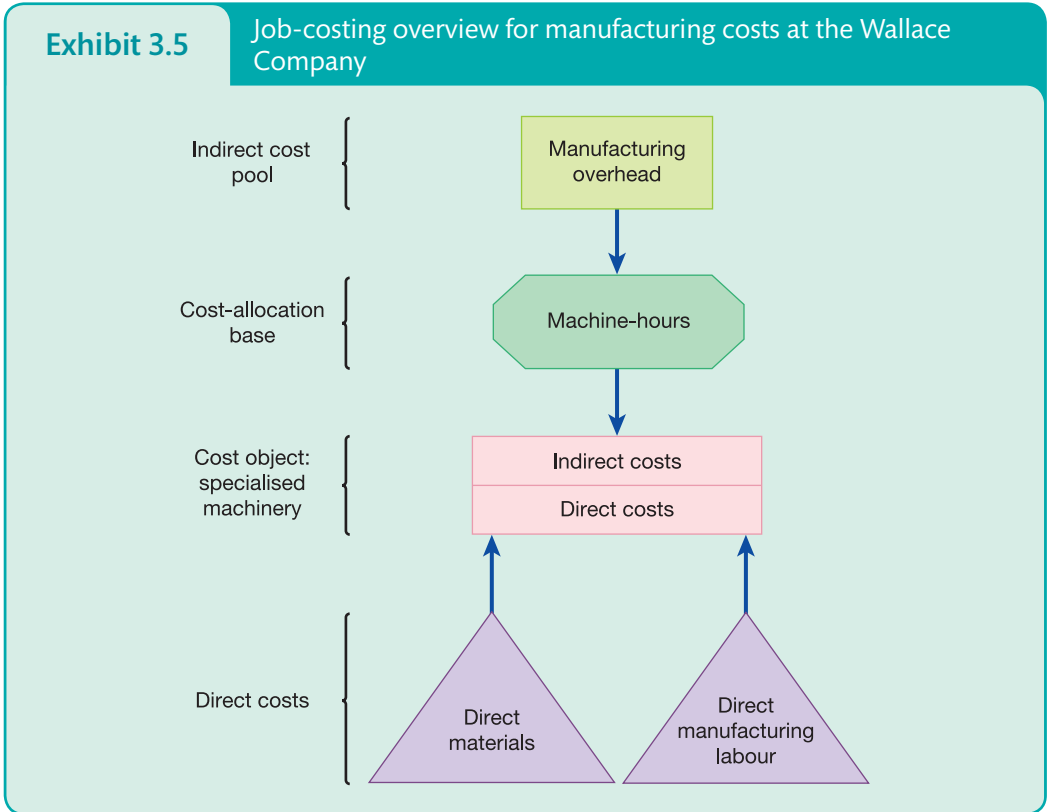 Exhibit 3.5
Job-costing overview for manufacturing costs at the Wallace
Company
Indirect cost
pool
Manufacturing
overhead
Cost-allocation
base
Machine-hours
Cost object:
specialised
machinery
Indirect costs
Direct costs
Direct costs
Direct
materials
Direct
manufacturing
labour